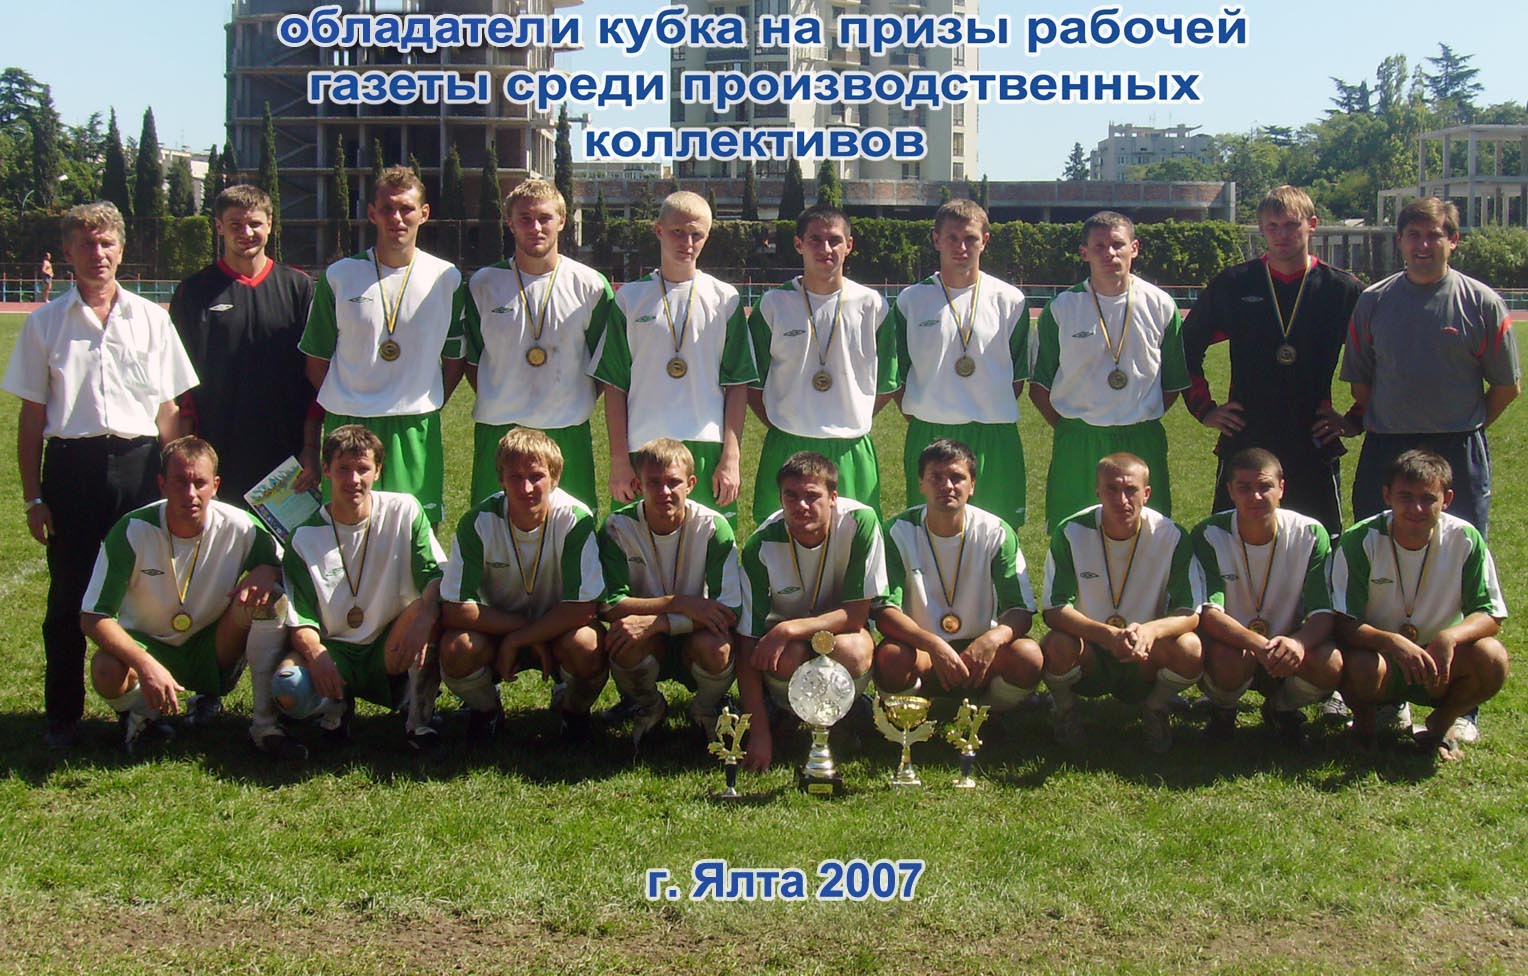 обладатели кубка на призы рабочей
газеты среди производственных
коллективов
г. Ялта 2007